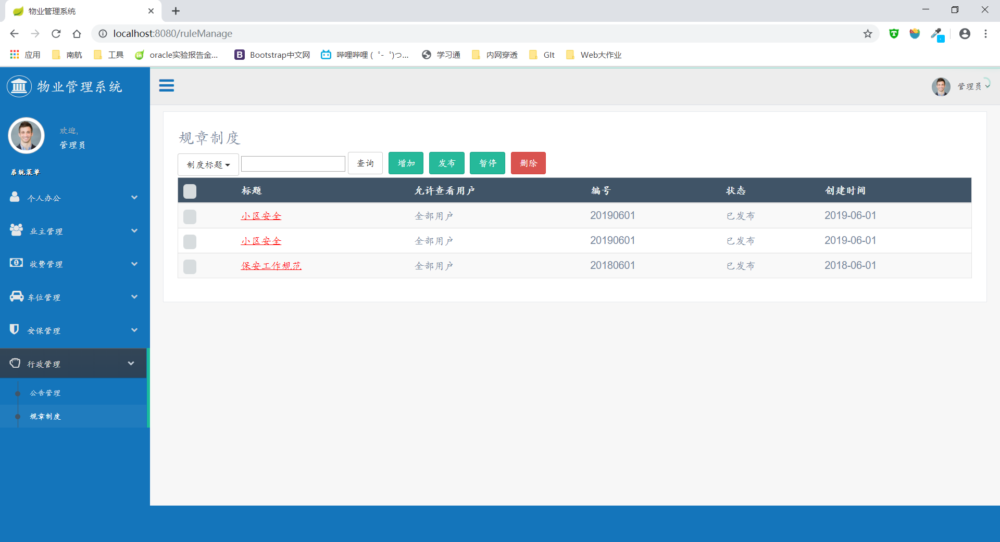 物业管理系统
localhost:8080/ruleManage
应用 南航 工具 oracle实验报告金... Bootstrap中文网 哔哩哔哩 ( ゜- ゜)つ... 学习通 内网穿透 GIt Web大作业
物业管理系统
管理员
欢迎,
管理员
系统菜单
个人办公
业主管理
收费管理
车位管理
安保管理
行政管理
公告管理
规章制度
规章制度
制度标题 查询 增加 发布 暂停 删除
标题 允许查看用户 编号 状态 创建时间
小区安全 全部用户 20190601 已发布 2019-06-01
小区安全 全部用户 20190601 已发布 2019-06-01
保安工作规范 全部用户 20180601 已发布 2018-06-01